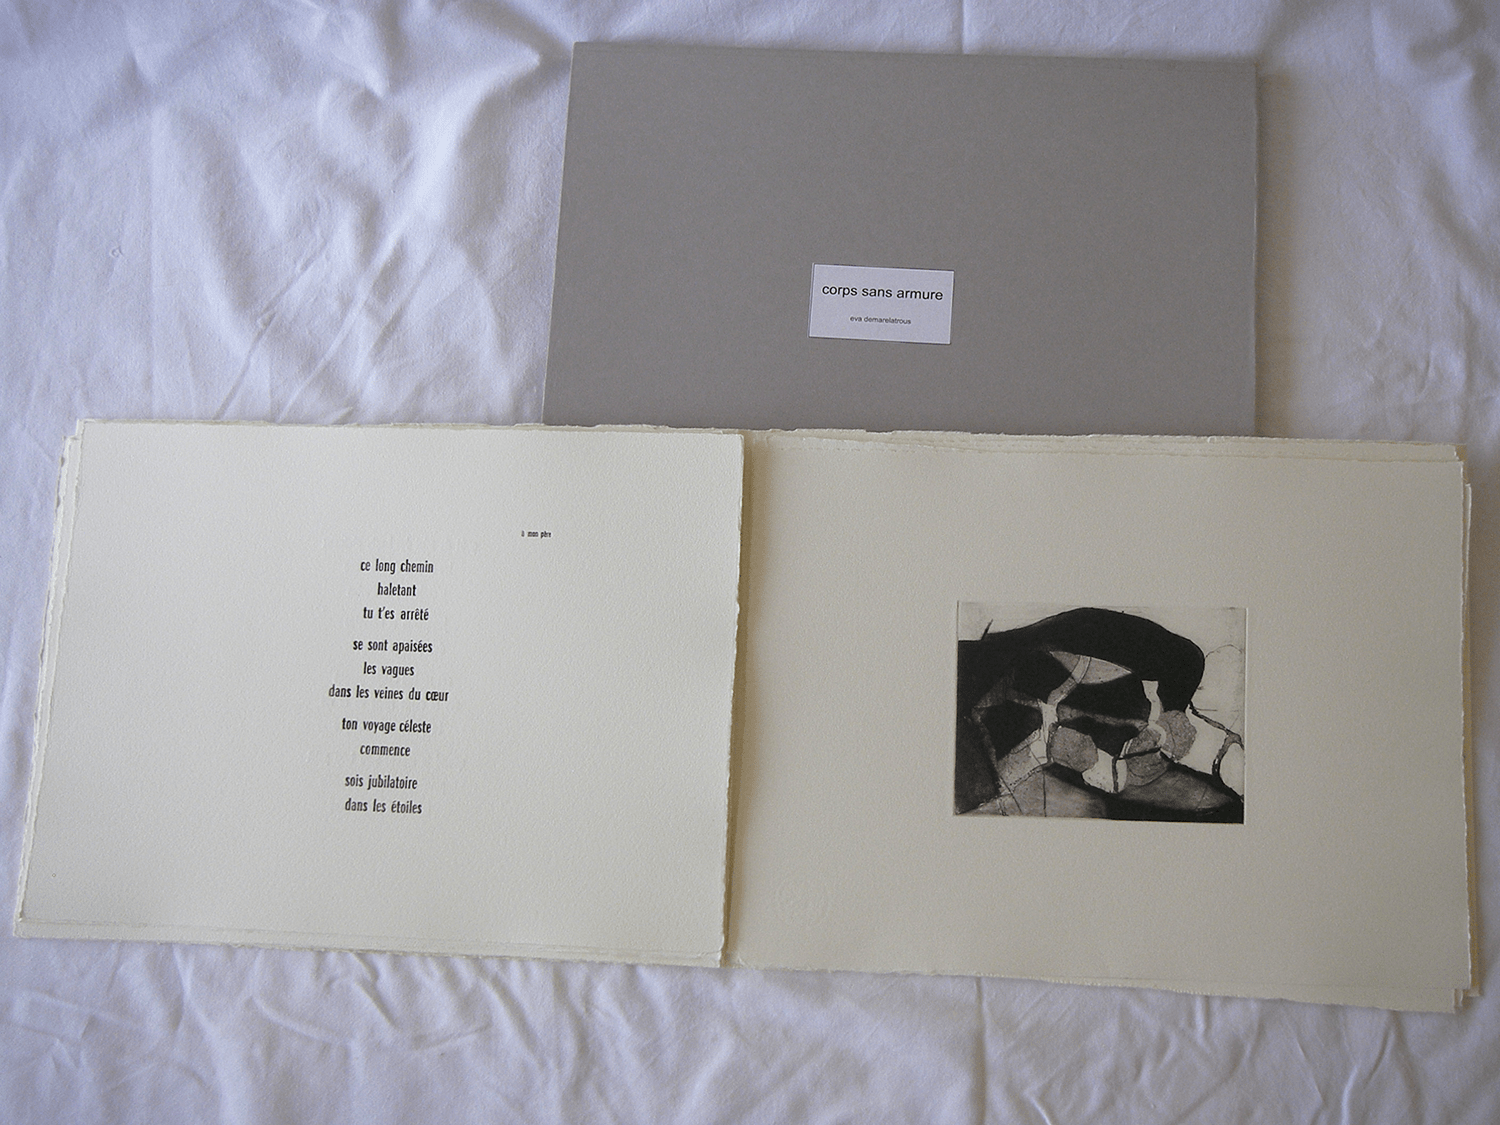 corps sans armure
eva demarelatrous
à mon père
ce long chemin
haletant
tu t'es arrêté
se sont apaisées
les vagues
dans les veines du cœur
ton voyage céleste
commence
sois jubilatoire
dans les étoiles